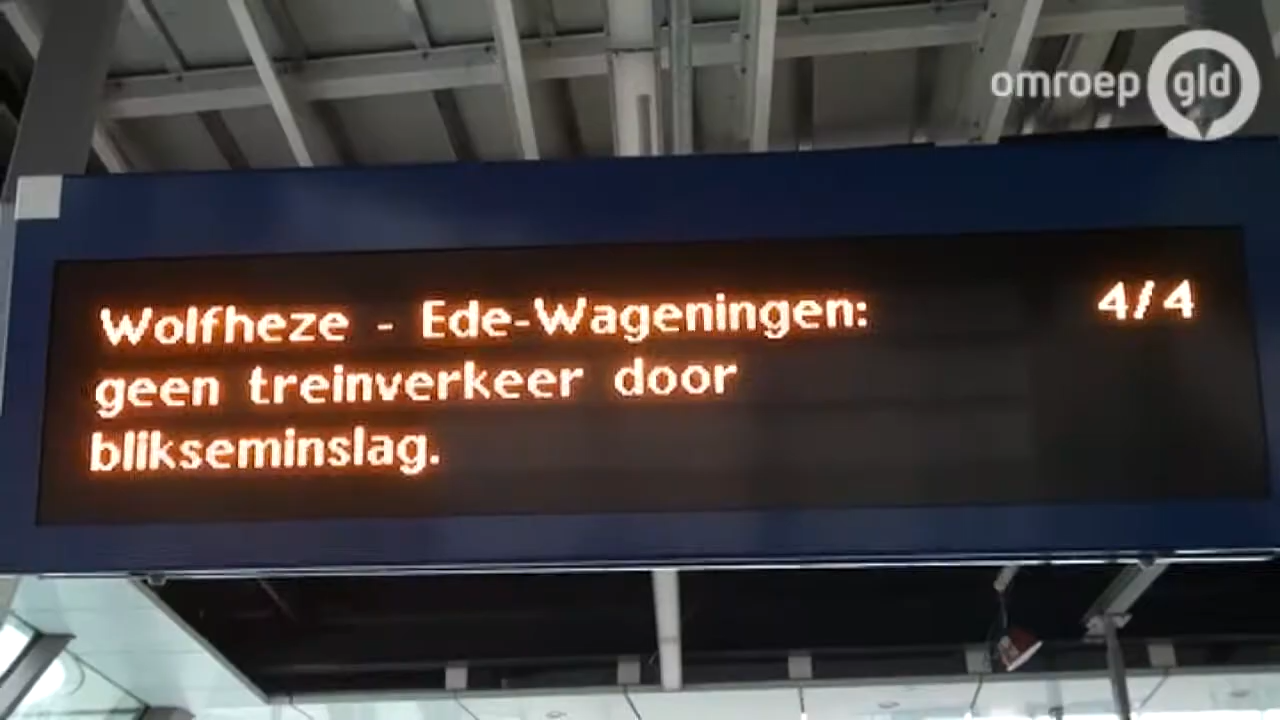 omroep gld
Wolfheze - Ede-Wageningen: 4/4
geen treinverkeer door
blikseminslag.